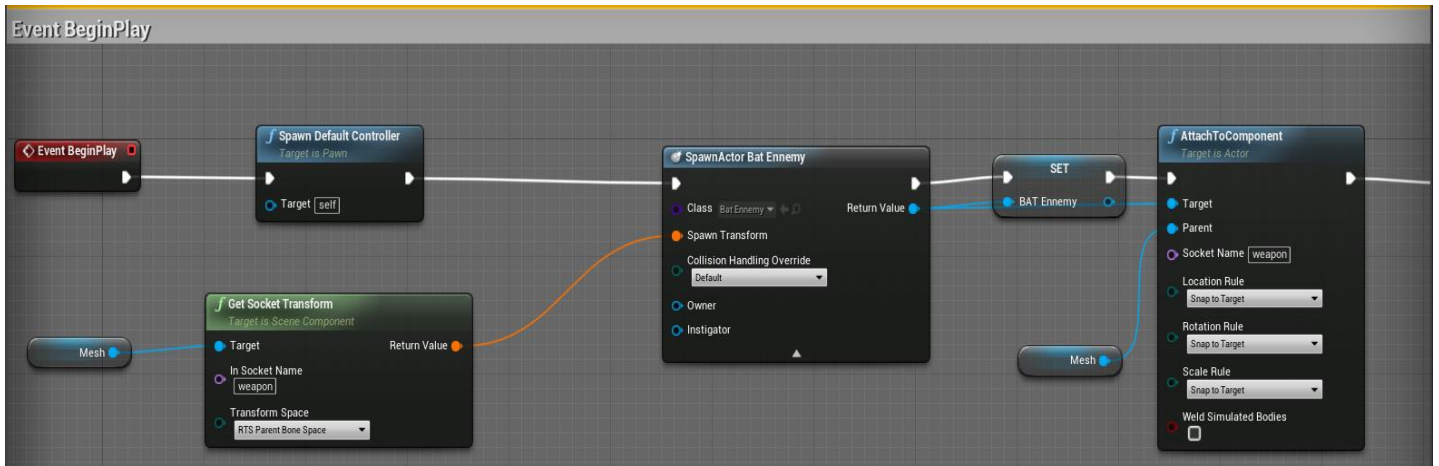 Event BeginPlay
Event BeginPlay
Spawn Default Controller
Target is Pawn
Target self
Get Socket Transform
Target is Scene Component
Mesh
Target Return Value
In Socket Name
weapon
Transform Space
RTS Parent Bone Space
SpawnActor Bat Ennemy
Class Bat Ennemy Return Value
Spawn Transform
Collision Handling Override
Default
Owner
Instigator
SET
BAT Ennemy
Mesh
AttachToComponent
Target is Actor
Target
Parent
Socket Name weapon
Location Rule
Snap to Target
Rotation Rule
Snap to Target
Scale Rule
Snap to Target
Weld Simulated Bodies